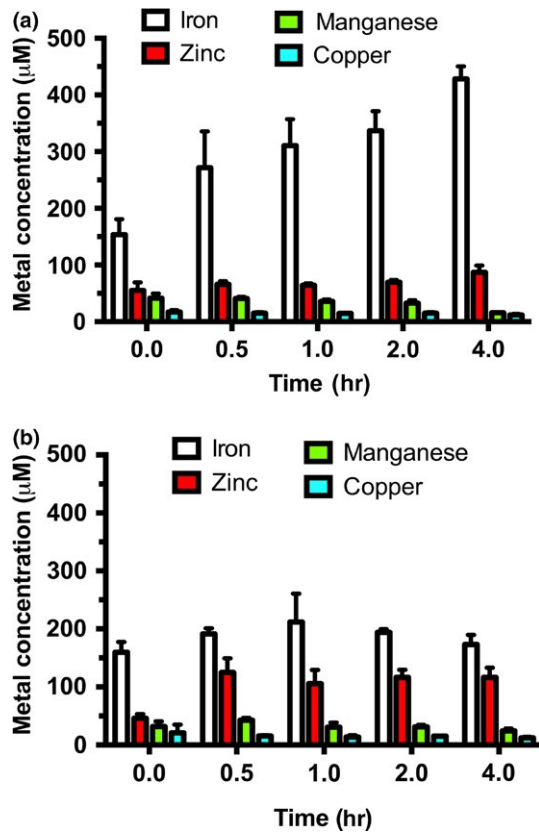 (a)
Iron
Manganese
Zinc
Copper
Metal concentration (µM)
500
400
300
200
100
0
0.0 0.5 1.0 2.0 4.0
Time (hr)
(b)
Iron
Manganese
Zinc
Copper
Metal concentration (µM)
500
400
300
200
100
0
0.0 0.5 1.0 2.0 4.0
Time (hr)